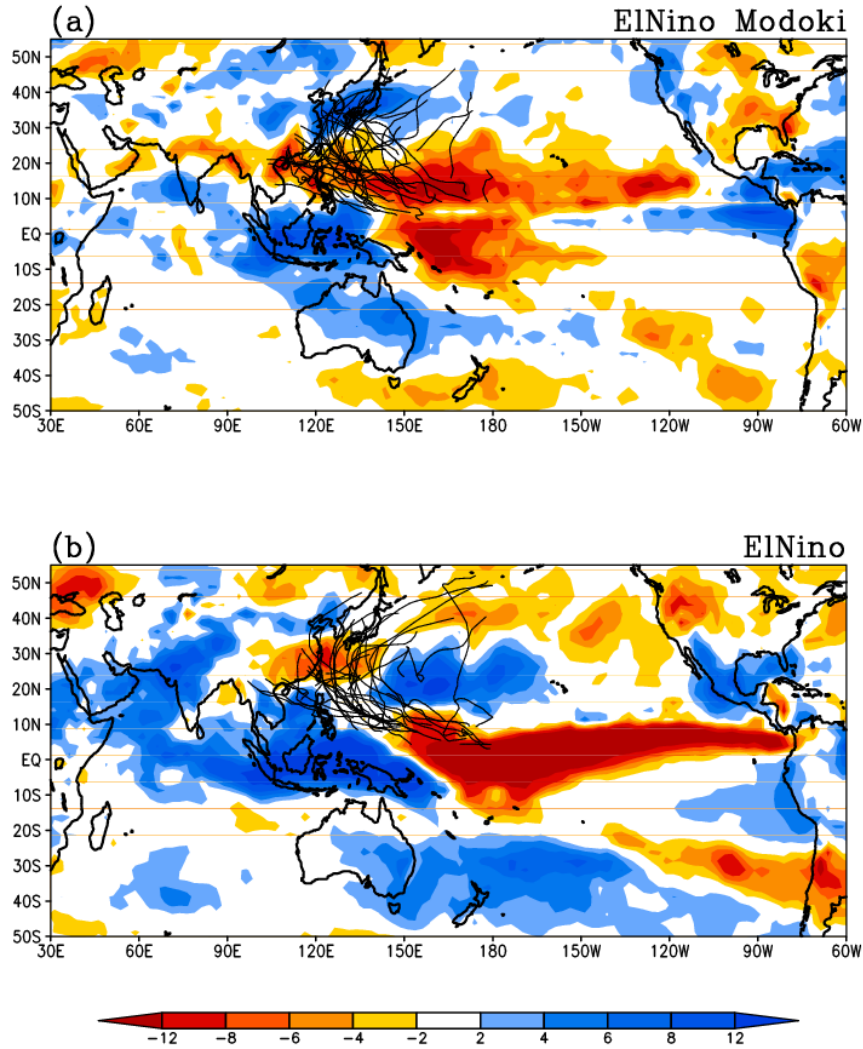 (a) ElNino Modoki
50N
40N
30N
20N
10N
EQ
10S
20S
30S
40S
50S
30E 60E 90E 120E 150E 180 150W 120W 90W 60W
(b) ElNino
50N
40N
30N
20N
10N
EQ
10S
20S
30S
40S
50S
30E 60E 90E 120E 150E 180 150W 120W 90W 60W
-12 -8 -6 -4 -2 2 4 6 8 12